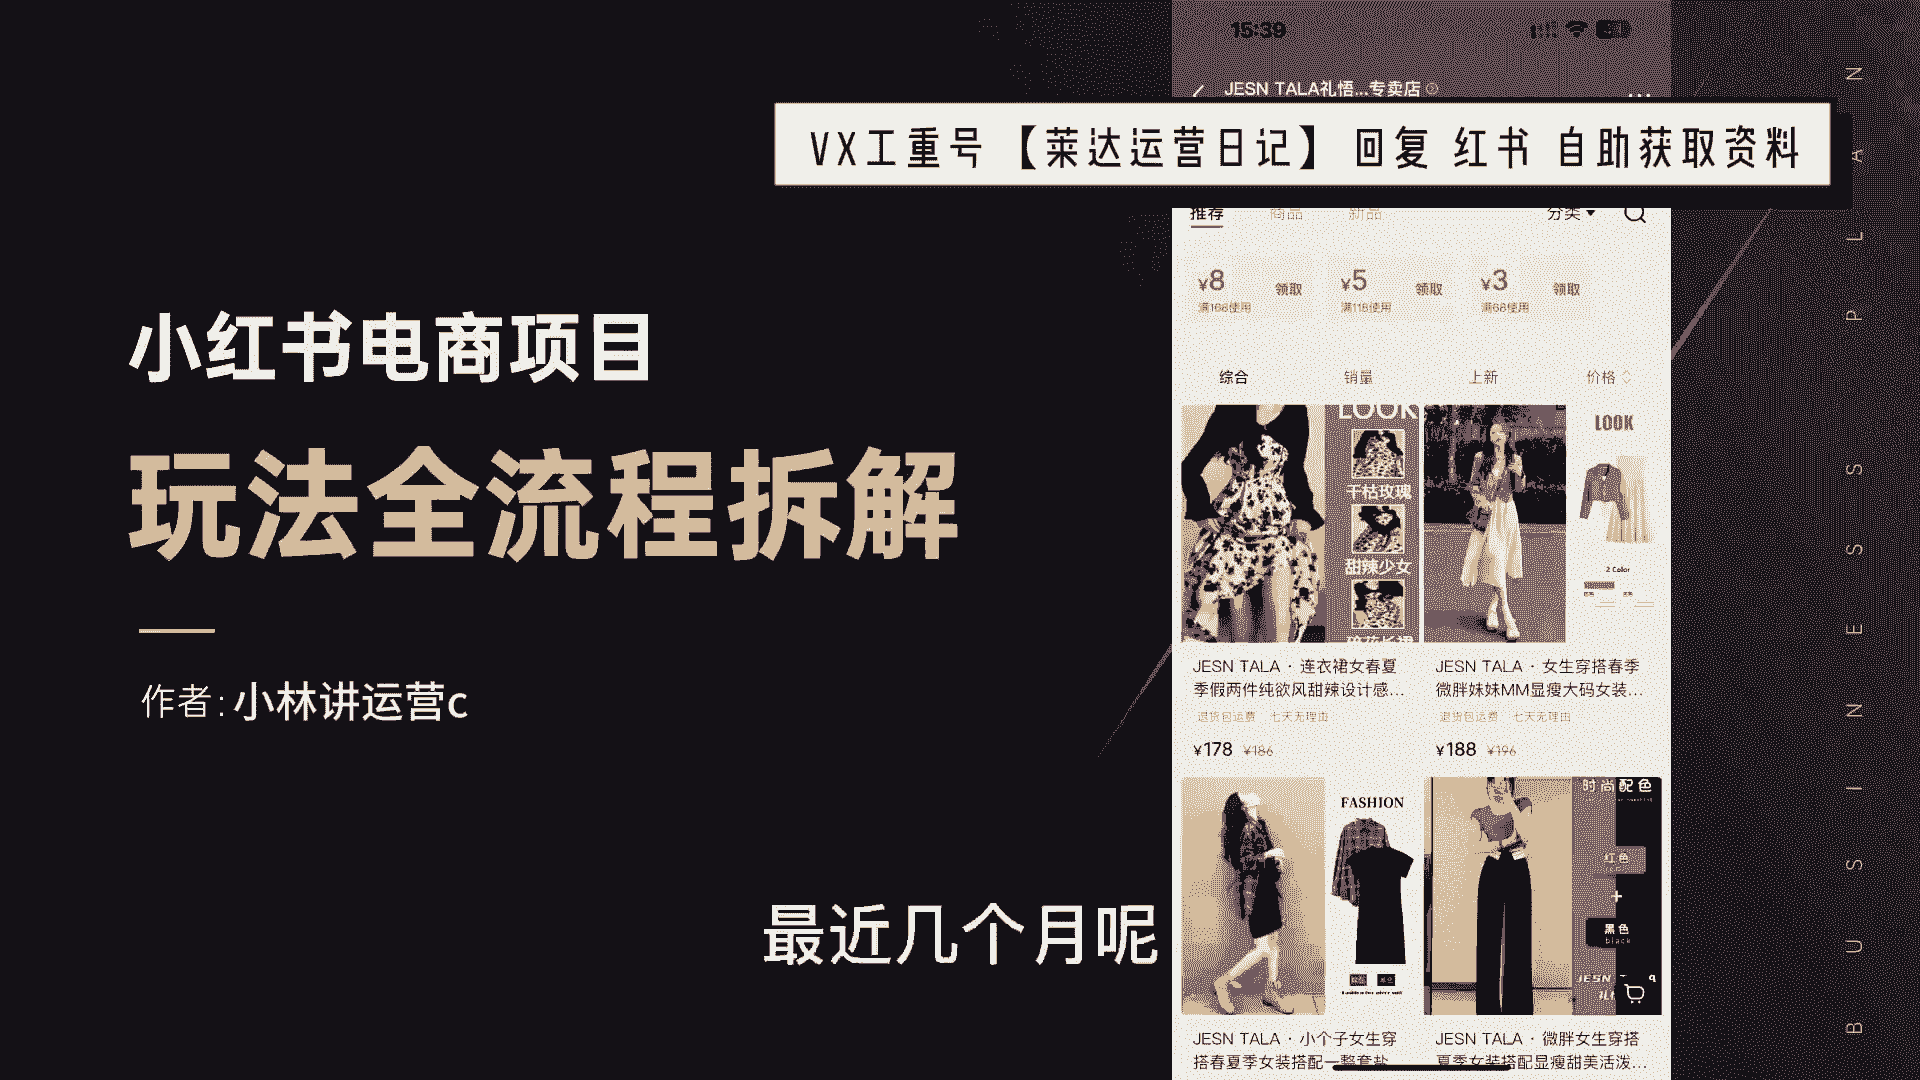 小红书电商项目
玩法全流程拆解
作者:小林讲运营c
最近几个月呢
VX工重号【莱达运营日记】 回复 红书 自助获取资料
BUSINESS PLAN
15:39
JESN TALA礼悟...专卖店
推荐 商品 新品 分类
¥8 领取 ¥5 领取 ¥3 领取
满168使用 满118使用 满68使用
综合 销量 上新 价格
LOOK
干枯玫瑰
甜辣少女
LOOK
2 Color
JESN TALA · 连衣裙女春夏
季假两件纯欲风甜辣设计感...
退货包运费 七天无理由
¥178 ¥186
JESN TALA · 女生穿搭春季
微胖妹妹MM显瘦大码女装...
退货包运费 七天无理由
¥188 ¥196
FASHION
时尚配色
红色
+
黑色
black
JESN TALA · 小个子女生穿
搭春夏季女装搭配一整套盐
JESN TALA · 微胖女生穿搭
夏季女装搭配显瘦甜美活泼...